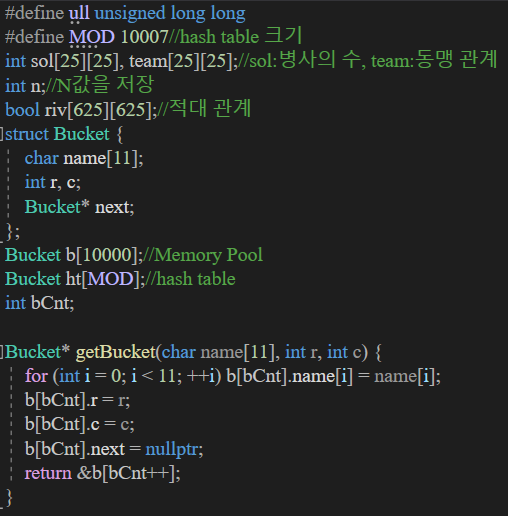 #define ull unsigned long long
#define MOD 10007//hash table 크기
int sol[25][25], team[25][25];//sol:병사의 수, team:동맹 관계
int n;//N값을 저장
bool riv[625][625];//적대 관계
struct Bucket {
char name[11];
int r, c;
Bucket* next;
};
Bucket b[10000];//Memory Pool
Bucket ht[MOD];//hash table
int bCnt;
Bucket* getBucket(char name[11], int r, int c) {
for (int i = 0; i < 11; ++i) b[bCnt].name[i] = name[i];
b[bCnt].r = r;
b[bCnt].c = c;
b[bCnt].next = nullptr;
return &b[bCnt++];
}